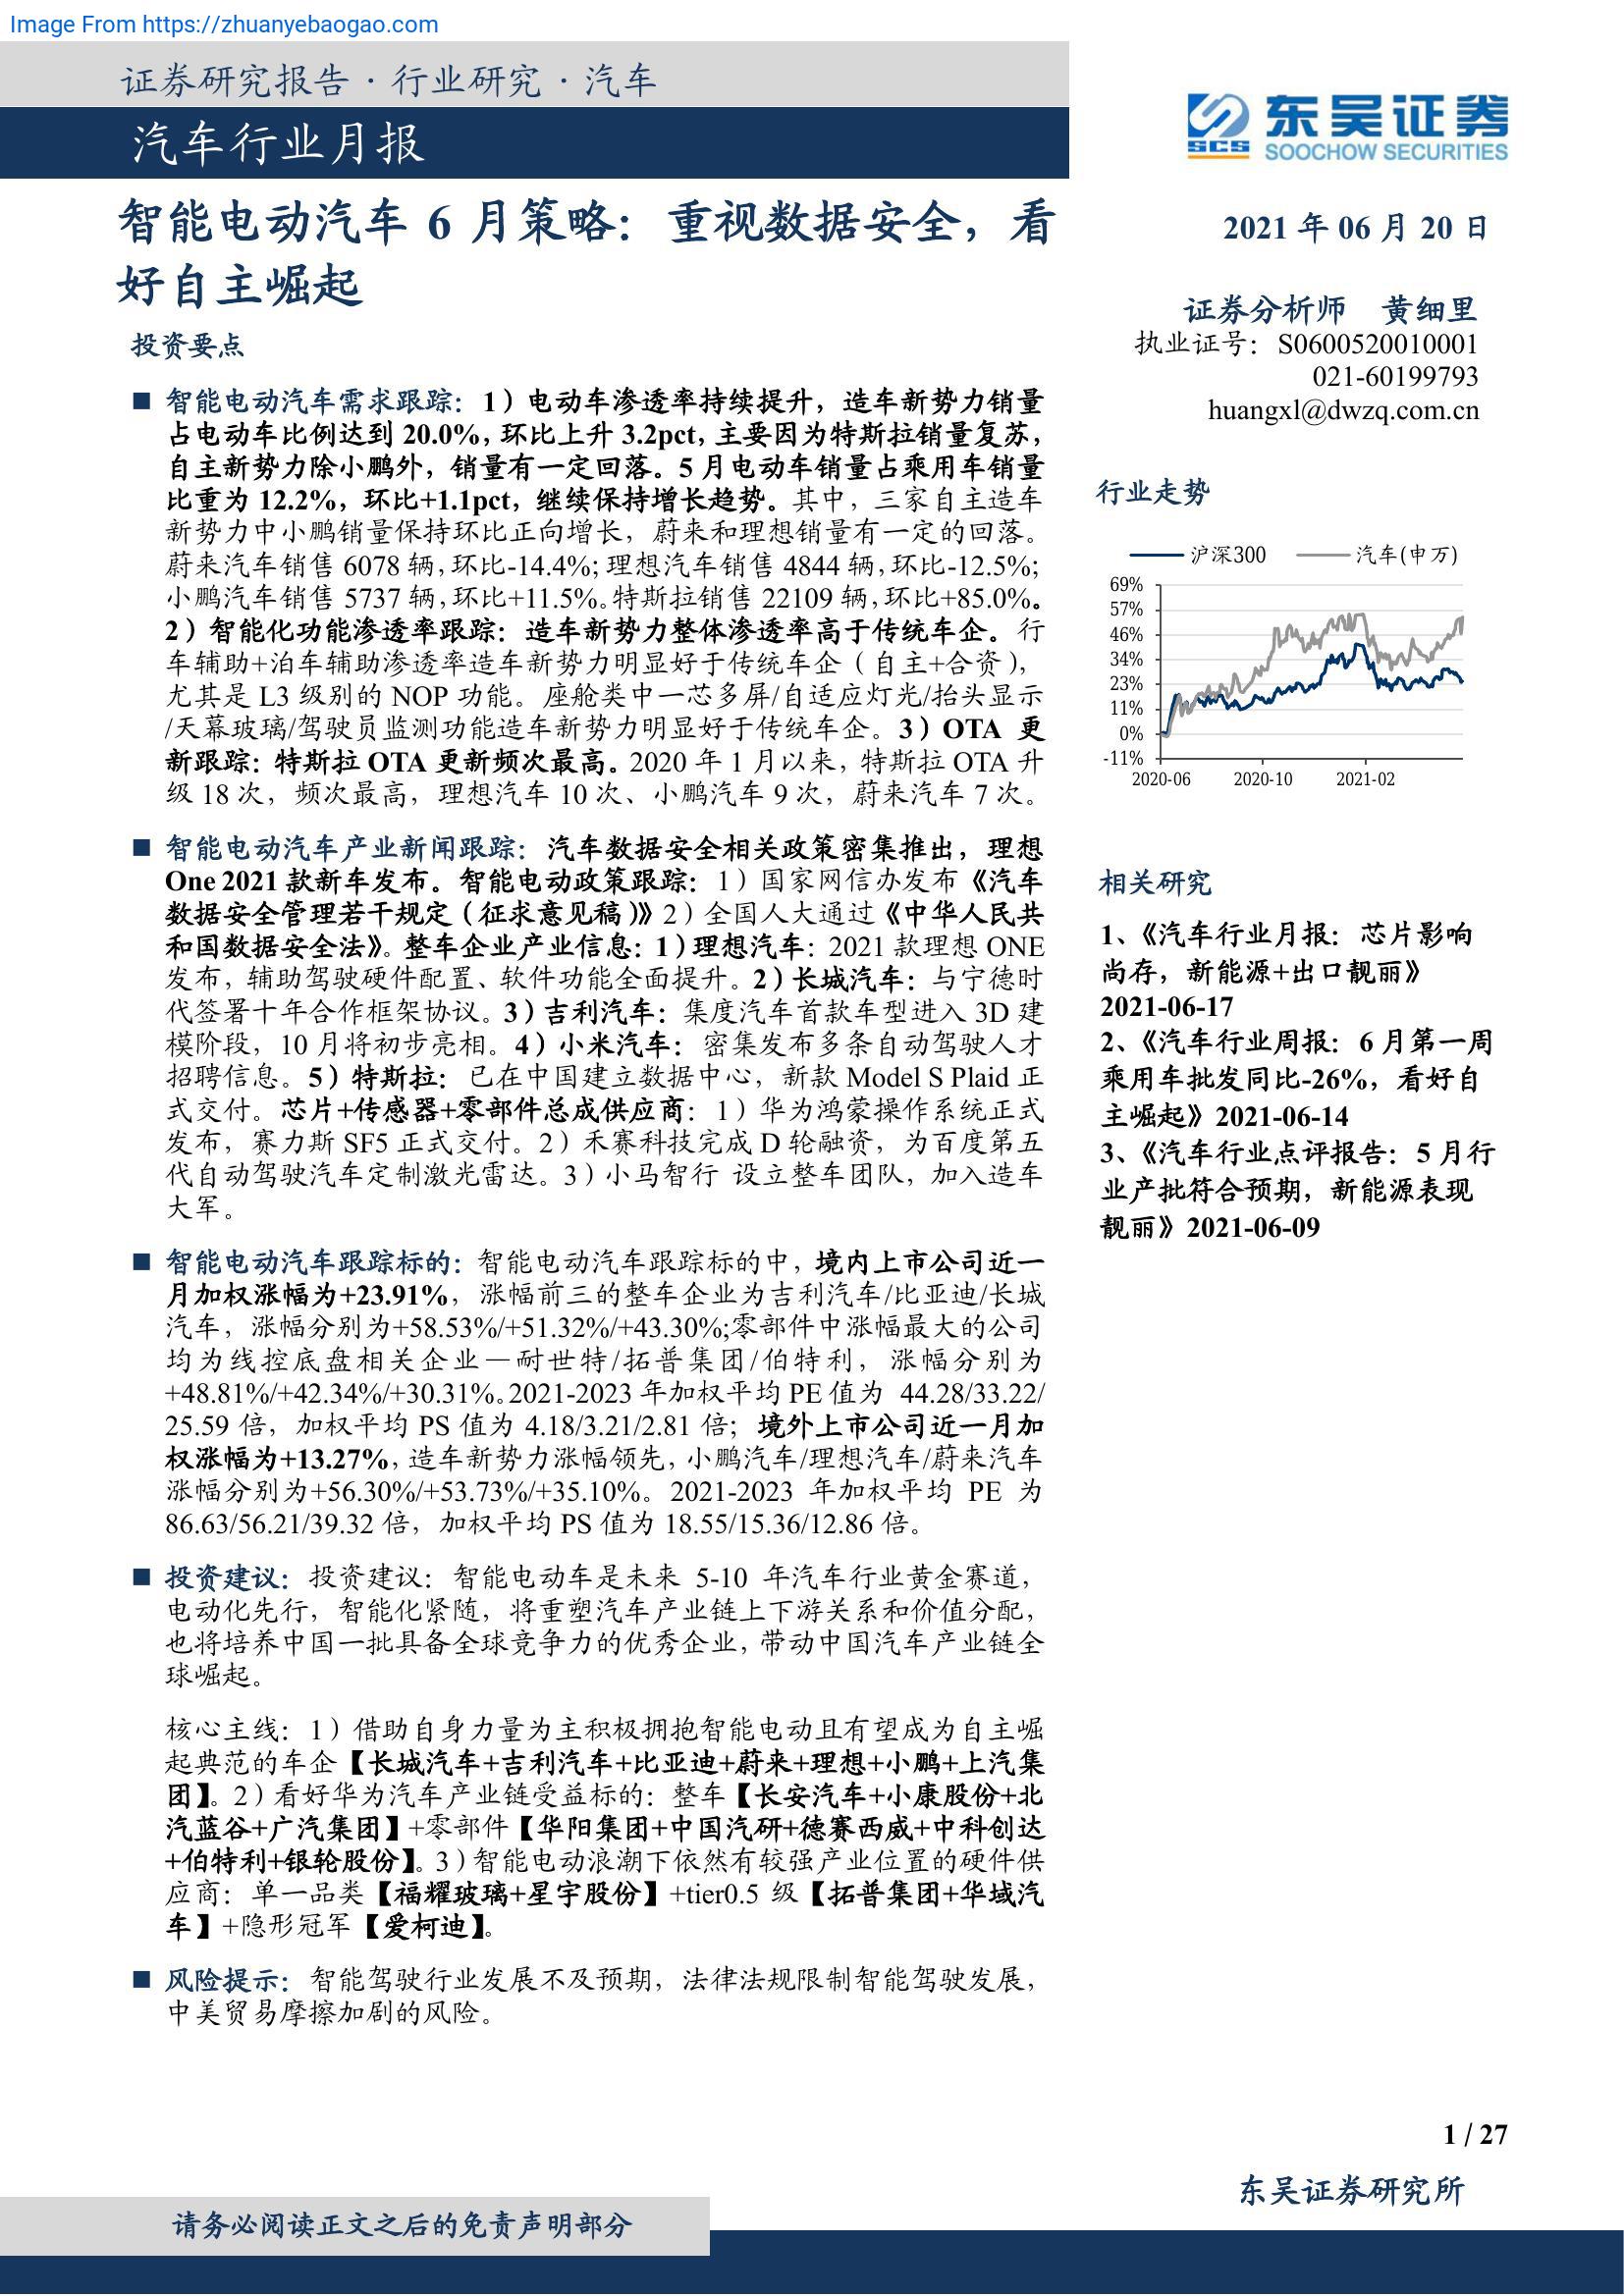 Image From https://zhuanyebaogao.com
证券研究报告·行业研究·汽车
汽车行业月报
东吴证券
SCS
SOOCHOW SECURITIES
智能电动汽车 6 月策略：重视数据安全，看
好自主崛起
2021 年 06 月 20 日
证券分析师 黄细里
执业证号：S0600520010001
021-60199793
huangxl@dwzq.com.cn
投资要点
■ 智能电动汽车需求跟踪：1）电动车渗透率持续提升，造车新势力销量
占电动车比例达到 20.0%，环比上升 3.2pct，主要因为特斯拉销量复苏，
自主新势力除小鹏外，销量有一定回落。5 月电动车销量占乘用车销量
比重为 12.2%，环比+1.1pct，继续保持增长趋势。其中，三家自主造车
新势力中小鹏销量保持环比正向增长，蔚来和理想销量有一定的回落。
蔚来汽车销售 6078 辆，环比-14.4%；理想汽车销售 4844 辆，环比-12.5%；
小鹏汽车销售 5737 辆，环比+11.5%。特斯拉销售 22109 辆，环比+85.0%。
2）智能化功能渗透率跟踪：造车新势力整体渗透率高于传统车企。行
车辅助+泊车辅助渗透率造车新势力明显好于传统车企（自主+合资），
尤其是 L3 级别的 NOP 功能。座舱类中一芯多屏/自适应灯光/抬头显示
/天幕玻璃/驾驶员监测功能造车新势力明显好于传统车企。3）OTA 更
新跟踪：特斯拉 OTA 更新频次最高。2020 年 1 月以来，特斯拉 OTA 升
级 18 次，频次最高，理想汽车 10 次、小鹏汽车 9 次，蔚来汽车 7 次。
■ 智能电动汽车产业新闻跟踪：汽车数据安全相关政策密集推出，理想
One 2021 款新车发布。智能电动政策跟踪：1）国家网信办发布《汽车
数据安全管理若干规定（征求意见稿）》2）全国人大通过《中华人民共
和国数据安全法》。整车企业产业信息：1）理想汽车：2021 款理想 ONE
发布，辅助驾驶硬件配置、软件功能全面提升。2）长城汽车：与宁德时
代签署十年合作框架协议。3）吉利汽车：集度汽车首款车型进入 3D 建
模阶段，10 月将初步亮相。4）小米汽车：密集发布多条自动驾驶人才
招聘信息。5）特斯拉：已在中国建立数据中心，新款 Model S Plaid 正
式交付。芯片+传感器+零部件总成供应商：1）华为鸿蒙操作系统正式
发布，赛力斯 SF5 正式交付。2）禾赛科技完成 D 轮融资，为百度第五
代自动驾驶汽车定制激光雷达。3）小马智行 设立整车团队，加入造车
大军。
■ 智能电动汽车跟踪标的：智能电动汽车跟踪标的中，境内上市公司近一
月加权涨幅为+23.91%，涨幅前三的整车企业为吉利汽车/比亚迪/长城
汽车，涨幅分别为+58.53%/+51.32%/+43.30%;零部件中涨幅最大的公司
均为线控底盘相关企业—耐世特/拓普集团/伯特利，涨幅分别为
+48.81%/+42.34%/+30.31%。2021-2023 年加权平均 PE 值为 44.28/33.22/
25.59 倍，加权平均 PS 值为 4.18/3.21/2.81 倍；境外上市公司近一月加
权涨幅为+13.27%，造车新势力涨幅领先，小鹏汽车/理想汽车/蔚来汽车
涨幅分别为+56.30%/+53.73%/+35.10%。2021-2023 年加权平均 PE 为
86.63/56.21/39.32 倍，加权平均 PS 值为 18.55/15.36/12.86 倍。
■ 投资建议：投资建议：智能电动车是未来 5-10 年汽车行业黄金赛道，
电动化先行，智能化紧随，将重塑汽车产业链上下游关系和价值分配，
也将培养中国一批具备全球竞争力的优秀企业，带动中国汽车产业链全
球崛起。
核心主线：1）借助自身力量为主积极拥抱智能电动且有望成为自主崛
起典范的车企【长城汽车+吉利汽车+比亚迪+蔚来+理想+小鹏+上汽集
团】。2）看好华为汽车产业链受益标的：整车【长安汽车+小康股份+北
汽蓝谷+广汽集团】+零部件【华阳集团+中国汽研+德赛西威+中科创达
+伯特利+银轮股份】。3）智能电动浪潮下依然有较强产业位置的硬件供
应商：单一品类【福耀玻璃+星宇股份】+tier0.5 级【拓普集团+华域汽
车】+隐形冠军【爱柯迪】。
■ 风险提示：智能驾驶行业发展不及预期，法律法规限制智能驾驶发展，
中美贸易摩擦加剧的风险。
行业走势
沪深300 汽车(申万)
69%
57%
46%
34%
23%
11%
0%
-11%
2020-06 2020-10 2021-02
相关研究
1、《汽车行业月报：芯片影响
尚存，新能源+出口靓丽》
2021-06-17
2、《汽车行业周报：6 月第一周
乘用车批发同比-26%，看好自
主崛起》2021-06-14
3、《汽车行业点评报告：5 月行
业产批符合预期，新能源表现
靓丽》2021-06-09
1 / 27
东吴证券研究所
请务必阅读正文之后的免责声明部分